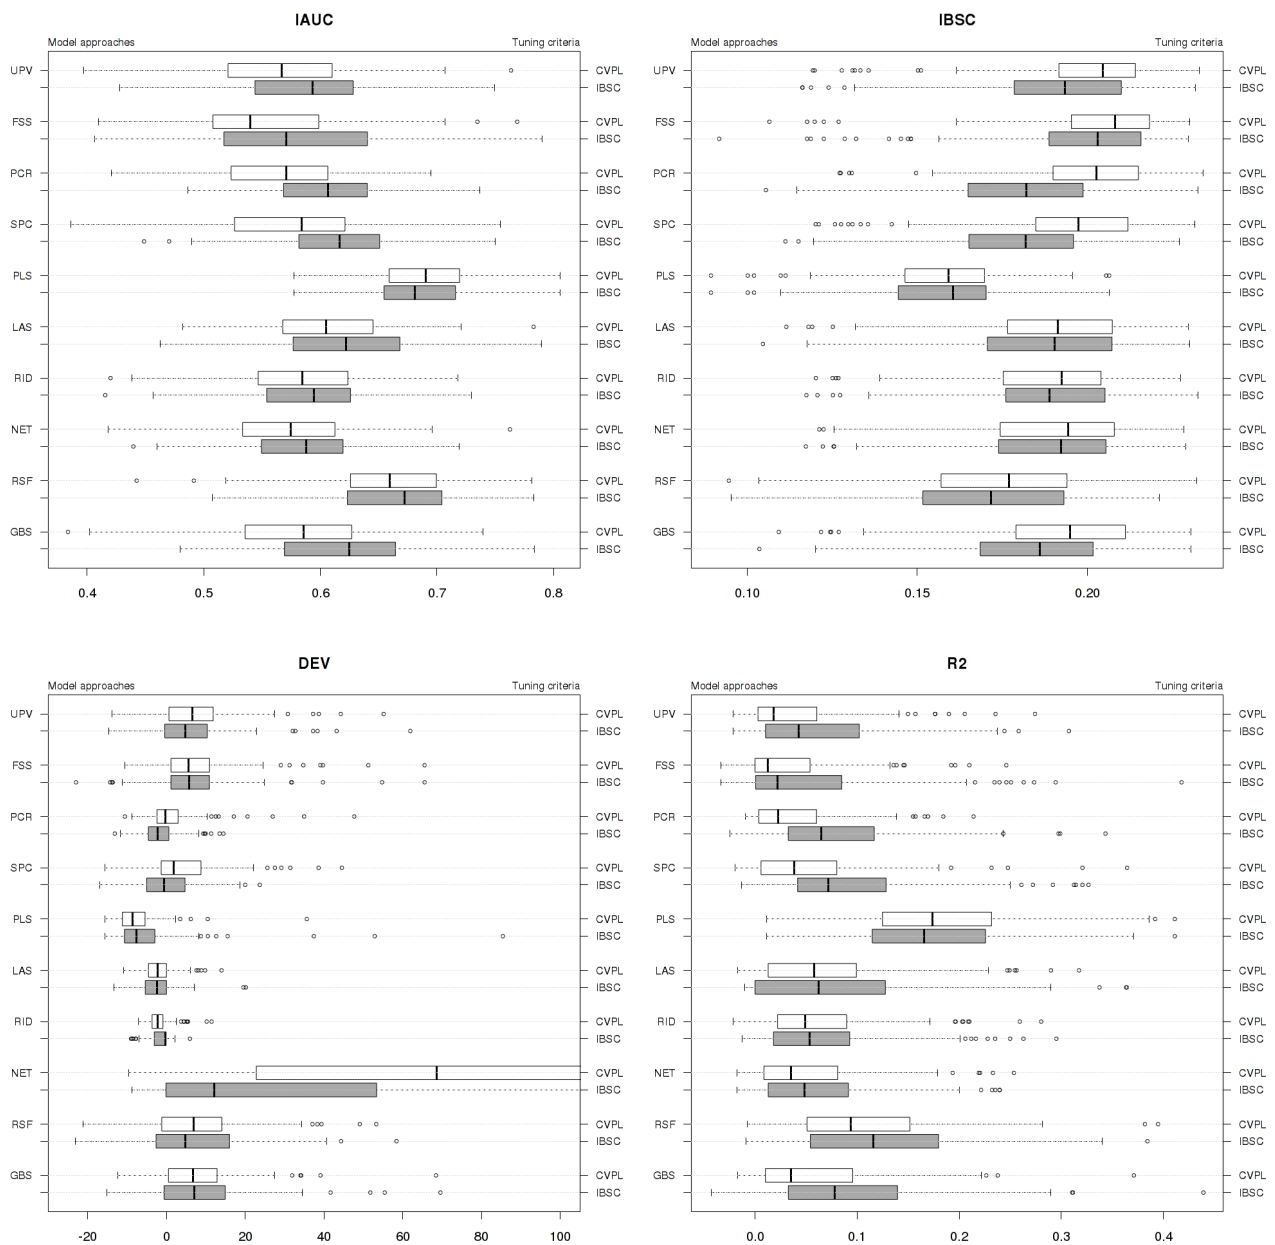 IAUC
Model approaches Tuning criteria
UPV CVPL
IBSC
FSS CVPL
IBSC
PCR CVPL
IBSC
SPC CVPL
IBSC
PLS CVPL
IBSC
LAS CVPL
IBSC
RID CVPL
IBSC
NET CVPL
IBSC
RSF CVPL
IBSC
GBS CVPL
IBSC
0.4 0.5 0.6 0.7 0.8
IBSC
Model approaches Tuning criteria
UPV CVPL
IBSC
FSS CVPL
IBSC
PCR CVPL
IBSC
SPC CVPL
IBSC
PLS CVPL
IBSC
LAS CVPL
IBSC
RID CVPL
IBSC
NET CVPL
IBSC
RSF CVPL
IBSC
GBS CVPL
IBSC
0.10 0.15 0.20
DEV
Model approaches Tuning criteria
UPV CVPL
IBSC
FSS CVPL
IBSC
PCR CVPL
IBSC
SPC CVPL
IBSC
PLS CVPL
IBSC
LAS CVPL
IBSC
RID CVPL
IBSC
NET CVPL
IBSC
RSF CVPL
IBSC
GBS CVPL
IBSC
-20 0 20 40 60 80 100
R2
Model approaches Tuning criteria
UPV CVPL
IBSC
FSS CVPL
IBSC
PCR CVPL
IBSC
SPC CVPL
IBSC
PLS CVPL
IBSC
LAS CVPL
IBSC
RID CVPL
IBSC
NET CVPL
IBSC
RSF CVPL
IBSC
GBS CVPL
IBSC
0.0 0.1 0.2 0.3 0.4